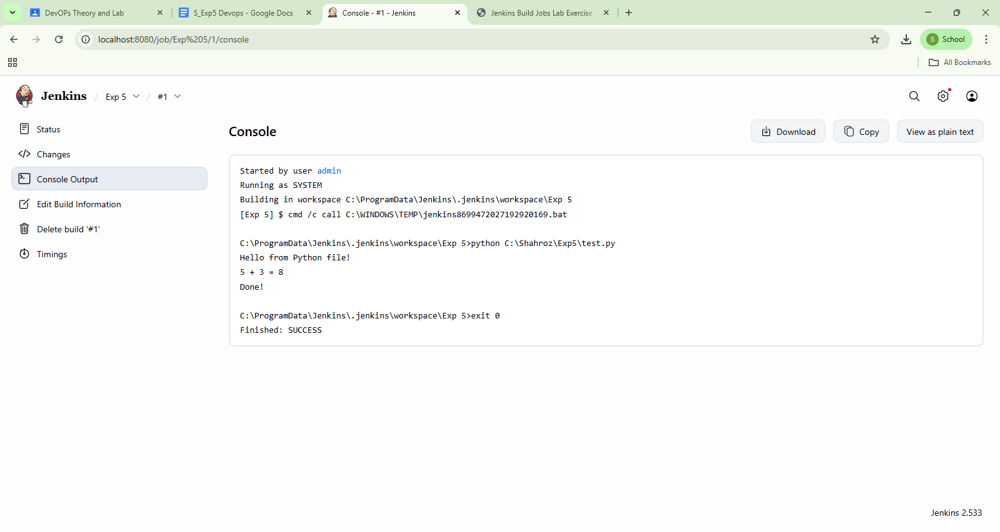 DevOPs Theory and Lab
S_Exp5 Devops - Google Docs
Console - #1 - Jenkins
Jenkins Build Jobs Lab Exercise
localhost:8080/job/Exp%205/1/console
S School
All Bookmarks
Jenkins / Exp 5 / #1
Status
Changes
Console Output
Edit Build Information
Delete build ‘#1’
Timings
Console
Download
Copy
View as plain text
Started by user admin
Running as SYSTEM
Building in workspace C:\ProgramData\Jenkins\.jenkins\workspace\Exp 5
[Exp 5] $ cmd /c call C:\WINDOWS\TEMP\jenkins8699472027192920169.bat
C:\ProgramData\Jenkins\.jenkins\workspace\Exp 5>python C:\Shahroz\Exp5\test.py
Hello from Python file!
5 + 3 = 8
Done!
C:\ProgramData\Jenkins\.jenkins\workspace\Exp 5>exit 0
Finished: SUCCESS
Jenkins 2.533